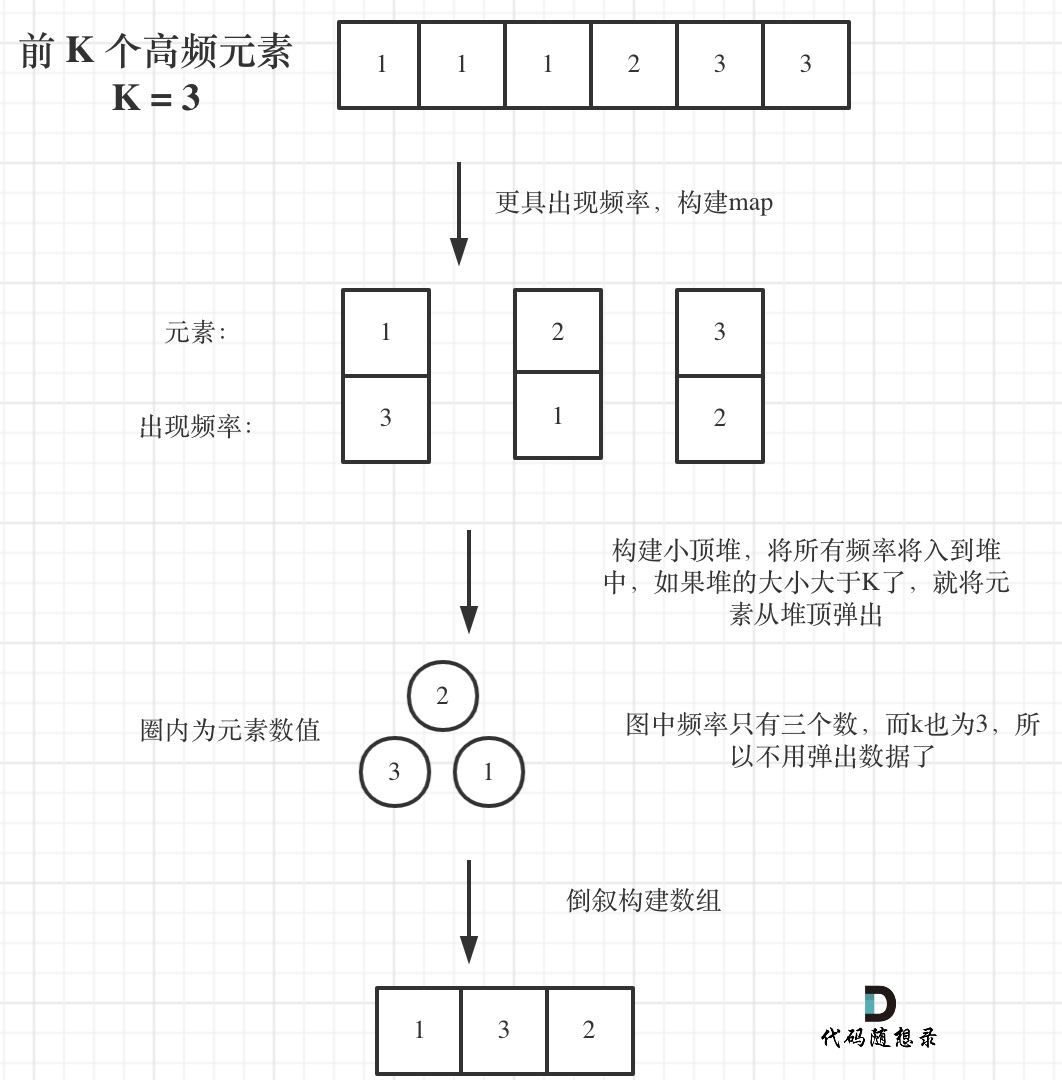 前 K 个高频元素
K = 3
1 1 1 2 3 3
更具出现频率，构建map
元素：
1 2 3
出现频率：
3 1 2
构建小顶堆，将所有频率将入到堆
中，如果堆的大小大于K了，就将元
素从堆顶弹出
2
圈内为元素数值
3 1
图中频率只有三个数，而k也为3，所
以不用弹出数据了
倒叙构建数组
1 3 2
代码随想录